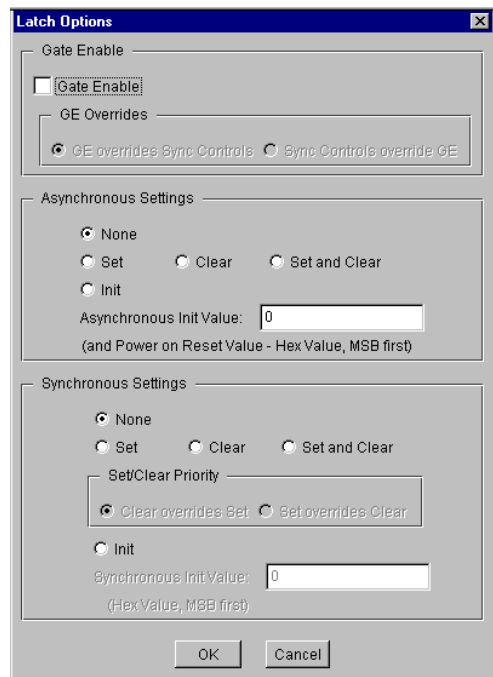 Latch Options
Gate Enable
Gate Enable
GE Overrides
GE overrides Sync Controls Sync Controls override GE
Asynchronous Settings
None
Set Clear Set and Clear
Init
Asynchronous Init Value: 0
(and Power on Reset Value - Hex Value, MSB first)
Synchronous Settings
None
Set Clear Set and Clear
Set/Clear Priority
Clear overrides Set Set overrides Clear
Init
Synchronous Init Value: 0
(Hex Value, MSB first)
OK Cancel